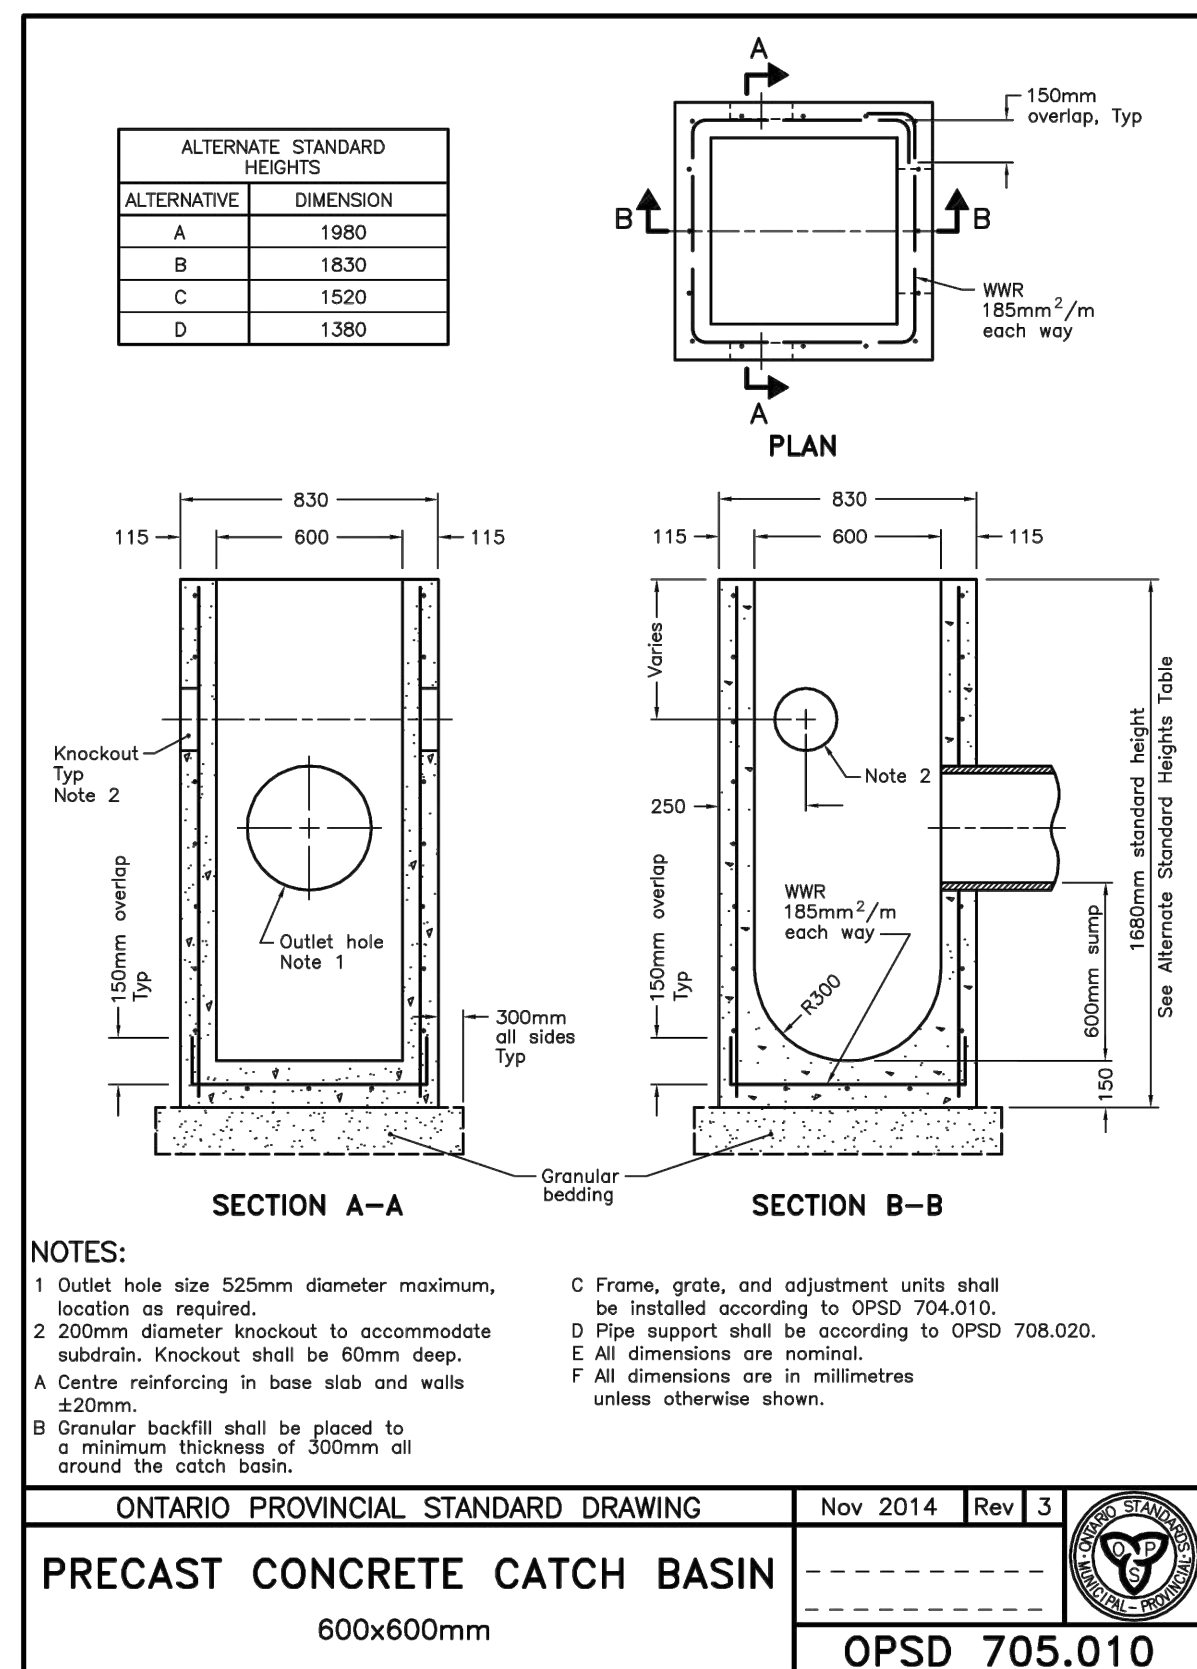 A
150mm
overlap, Typ
ALTERNATE STANDARD
HEIGHTS
ALTERNATIVE DIMENSION
A 1980
B 1830
C 1520
D 1380
B B
WWR
185mm²/m
each way
A
PLAN
830
115 600 115
830
115 600 115
Varies
Knockout
Typ
Note 2
Note 2
250
1680mm standard height
See Alternate Standard Heights Table
150mm overlap
Typ
Outlet hole
Note 1
WWR
185mm²/m
each way
150mm overlap
Typ
R300
600mm sump
150
300mm
all sides
Typ
Granular
bedding
SECTION A-A
SECTION B-B
NOTES:
1 Outlet hole size 525mm diameter maximum,
location as required.
2 200mm diameter knockout to accommodate
subdrain. Knockout shall be 60mm deep.
A Centre reinforcing in base slab and walls
±20mm.
B Granular backfill shall be placed to
a minimum thickness of 300mm all
around the catch basin.
C Frame, grate, and adjustment units shall
be installed according to OPSD 704.010.
D Pipe support shall be according to OPSD 708.020.
E All dimensions are nominal.
F All dimensions are in millimetres
unless otherwise shown.
ONTARIO PROVINCIAL STANDARD DRAWING
Nov 2014 Rev 3
PRECAST CONCRETE CATCH BASIN
600x600mm
ONTARIO STANDARDS
MUNICIPAL-PROVINCIAL
O P
S
OPSD 705.010